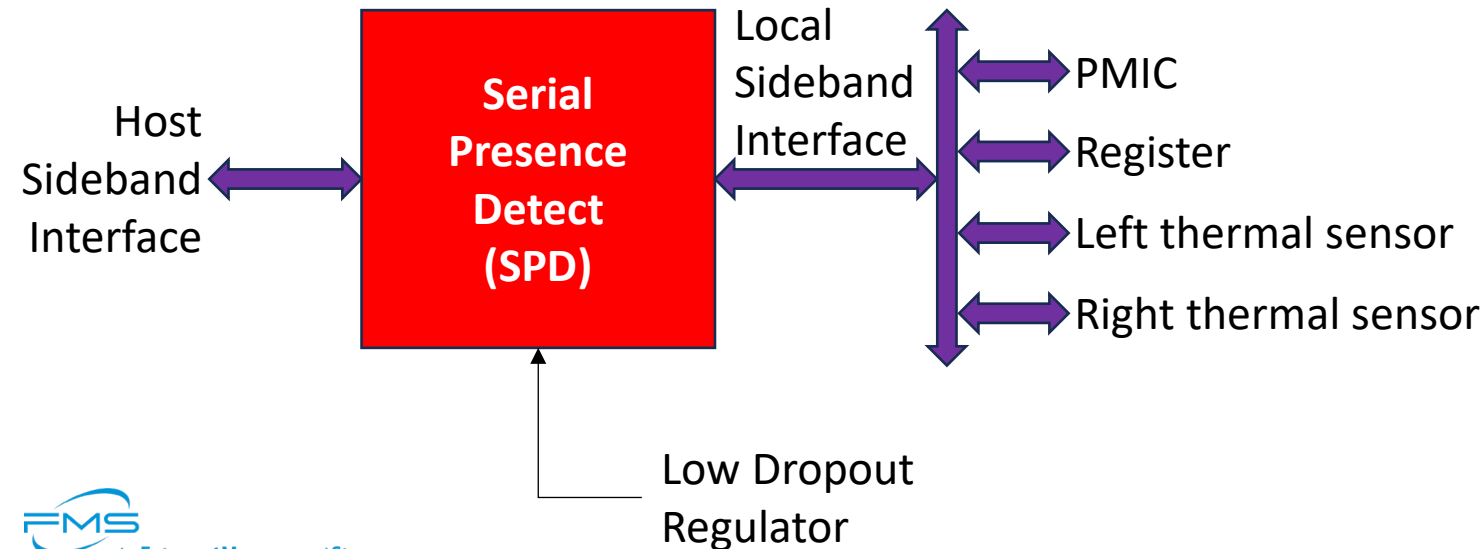 Host
Sideband
Interface
Serial
Presence
Detect
(SPD)
Local
Sideband
Interface
PMIC
Register
Left thermal sensor
Right thermal sensor
Low Dropout
Regulator
FMS